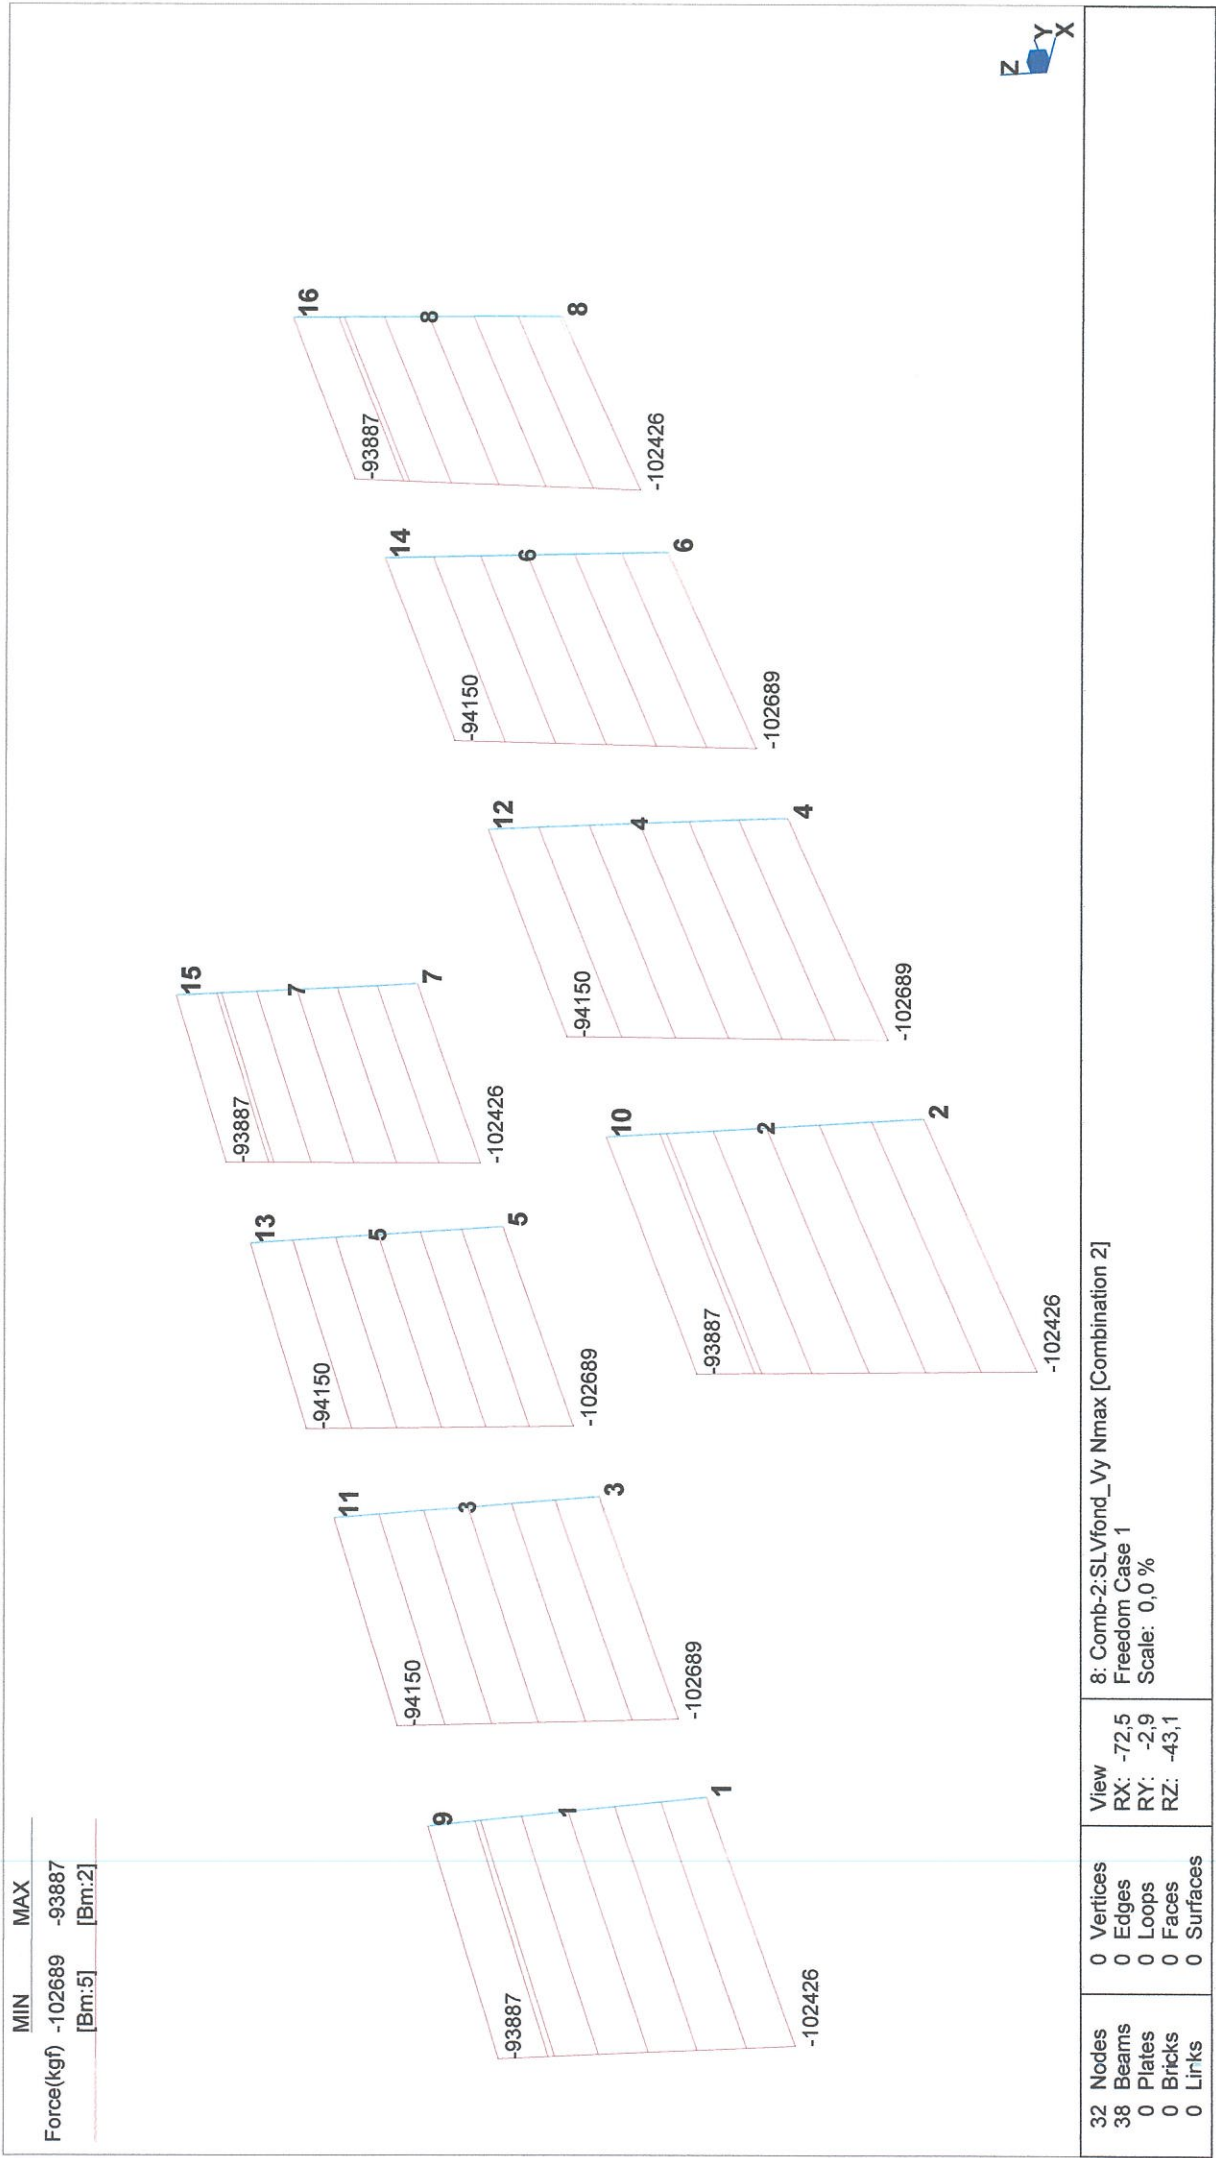 MIN MAX
Force(kgf) -102689 -93887
[Bm:5] [Bm:2]
16
8
-93887
8
-102426
14
6
-94150
6
-102689
12
4
-94150
4
-102689
15
7
-93887
7
-102426
10
2
-93887
2
-102426
13
5
-94150
5
-102689
11
3
-94150
3
-102689
9
1
-93887
1
-102426
Z
Y
X
32 Nodes
38 Beams
0 Plates
0 Bricks
0 Links
0 Vertices
0 Edges
0 Loops
0 Faces
0 Surfaces
View
RX: -72,5
RY: -2,9
RZ: -43,1
8: Comb-2:SLVfond_Vy Nmax [Combination 2]
Freedom Case 1
Scale: 0,0 %